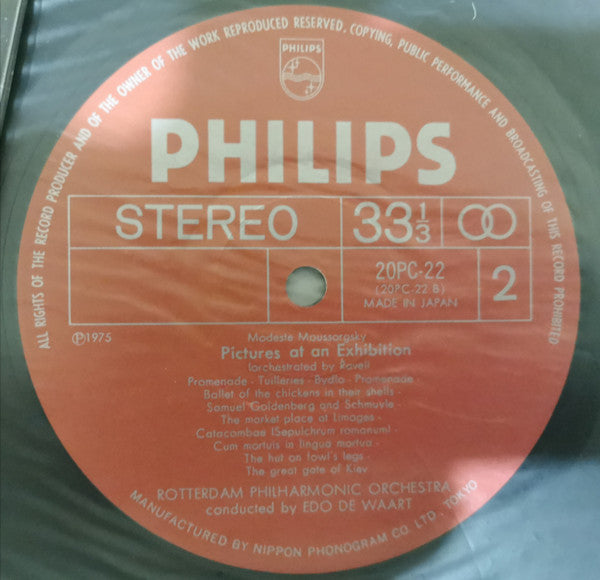 ALL RIGHTS OF THE RECORD PRODUCER AND OF THE OWNER OF THE WORK REPRODUCED RESERVED, COPYING, PUBLIC PERFORMANCE AND BROADCASTING OF THIS RECORD PROHIBITED.
PHILIPS
PHILIPS
STEREO 33 1/3
20PC-22
(20PC-22 B)
MADE IN JAPAN
2
Ⓟ1975
Modeste Moussorgsky
Pictures at an Exhibition
(orchestrated by Ravel)
Promenade - Tuilleries - Bydlo - Promenade -
Ballet of the chickens in their shells -
Samuel Goldenberg and Schmuyle -
The market place at Limoges -
Catacombae (Sepulchrum romanum) -
Cum mortuis in lingua mortua -
The hut on fowl's legs -
The great gate of Kiev
ROTTERDAM PHILHARMONIC ORCHESTRA
conducted by EDO DE WAART
MANUFACTURED BY NIPPON PHONOGRAM CO. LTD. TOKYO